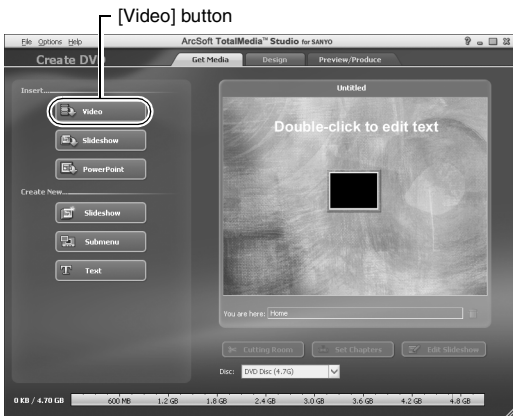 [Video] button
File Options Help
ArcSoft TotalMedia™ Studio for SANYO
Create DVD
Get Media
Design
Preview/Produce
Insert...
Video
Slideshow
PowerPoint
Create New...
Slideshow
Submenu
Text
Untitled
Double-click to edit text
You are here: Home
Cutting Room
Set Chapters
Edit Slideshow
Disc: DVD Disc (4.7G)
0 KB / 4.70 GB 600 MB 1.2 GB 1.8 GB 2.4 GB 3.0 GB 3.6 GB 4.2 GB 4.8 GB